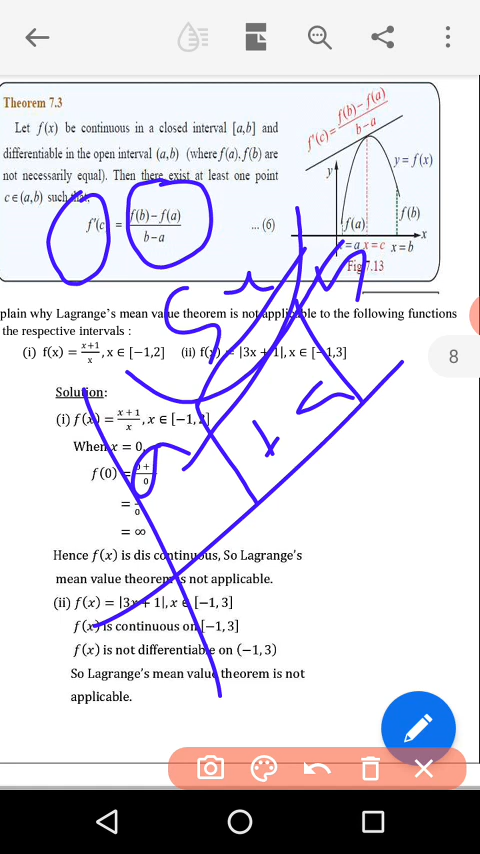 Theorem 7.3
Let f(x) be continuous in a closed interval [a,b] and
differentiable in the open interval (a,b) (where f(a), f(b) are
not necessarily equal). Then there exist at least one point
c∈(a,b) such that,
f'(c) = f(b)−f(a) / b−a ... (6)
f'(c) = f(b)−f(a) / b−a
y
y = f(x)
f(a)
f(b)
x
x=a x=c x=b
Fig 7.13
plain why Lagrange's mean value theorem is not applicable to the following functions
the respective intervals :
(i) f(x) = x+1 / x, x ∈ [−1,2] (ii) f(x) = |3x + 1|, x ∈ [−1,3]
8
Solution:
(i) f(x) = x+1 / x, x ∈ [−1,2]
When x = 0,
f(0) = 0+ / 0
= / 0
= ∞
Hence f(x) is dis continuous, So Lagrange's
mean value theorem is not applicable.
(ii) f(x) = |3x + 1|, x ∈ [−1, 3]
f(x) is continuous on [−1,3]
f(x) is not differentiable on (−1,3)
So Lagrange's mean value theorem is not
applicable.